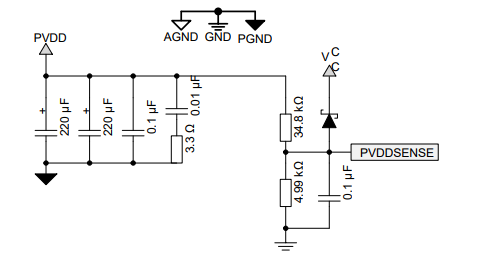 AGND GND PGND
PVDD
VCC
220 µF
220 µF
0.1 µF
0.01 µF
3.3 Ω
34.8 kΩ
PVDDSENSE
4.99 kΩ
0.1 µF
+
+